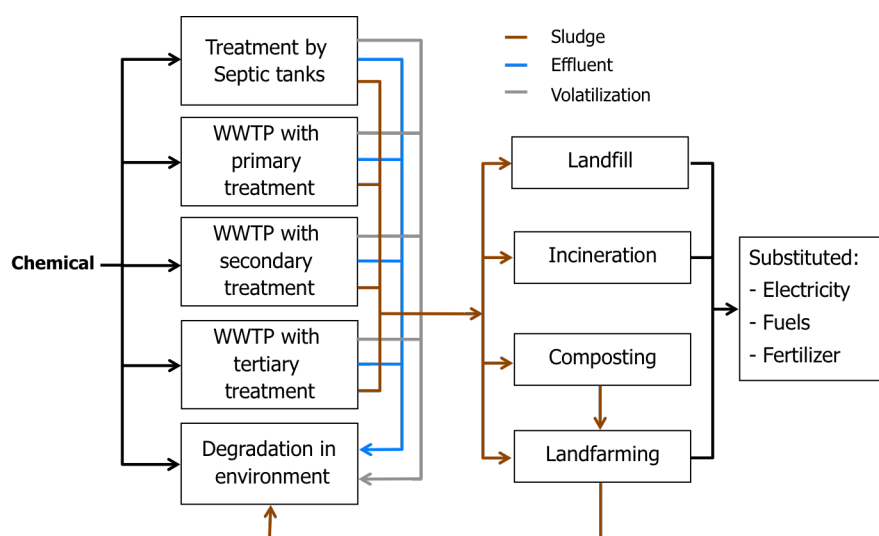 Treatment by
Septic tanks
WWTP with
primary
treatment
WWTP with
secondary
treatment
WWTP with
tertiary
treatment
Degradation in
environment
Chemical
Sludge
Effluent
Volatilization
Landfill
Incineration
Composting
Landfarming
Substituted:
- Electricity
- Fuels
- Fertilizer